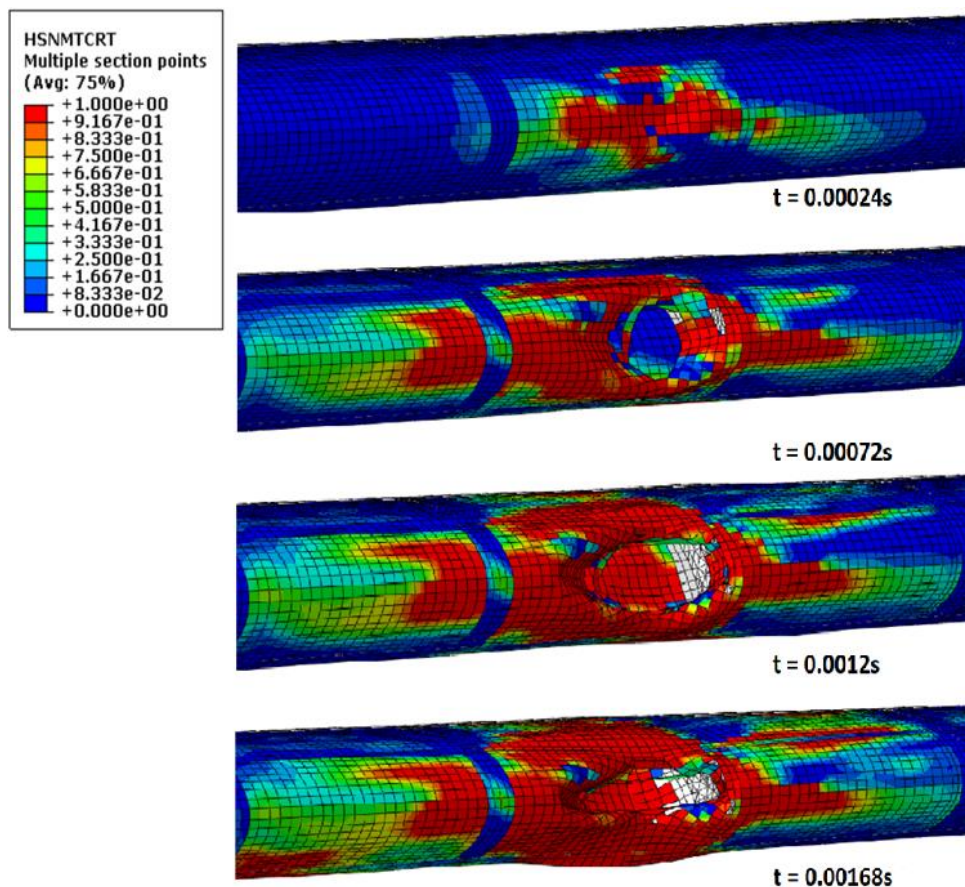 HSNMTCRT
Multiple section points
(Avg: 75%)
+1.000e+00
+9.167e-01
+8.333e-01
+7.500e-01
+6.667e-01
+5.833e-01
+5.000e-01
+4.167e-01
+3.333e-01
+2.500e-01
+1.667e-01
+8.333e-02
+0.000e+00
t = 0.00024s
t = 0.00072s
t = 0.0012s
t = 0.00168s